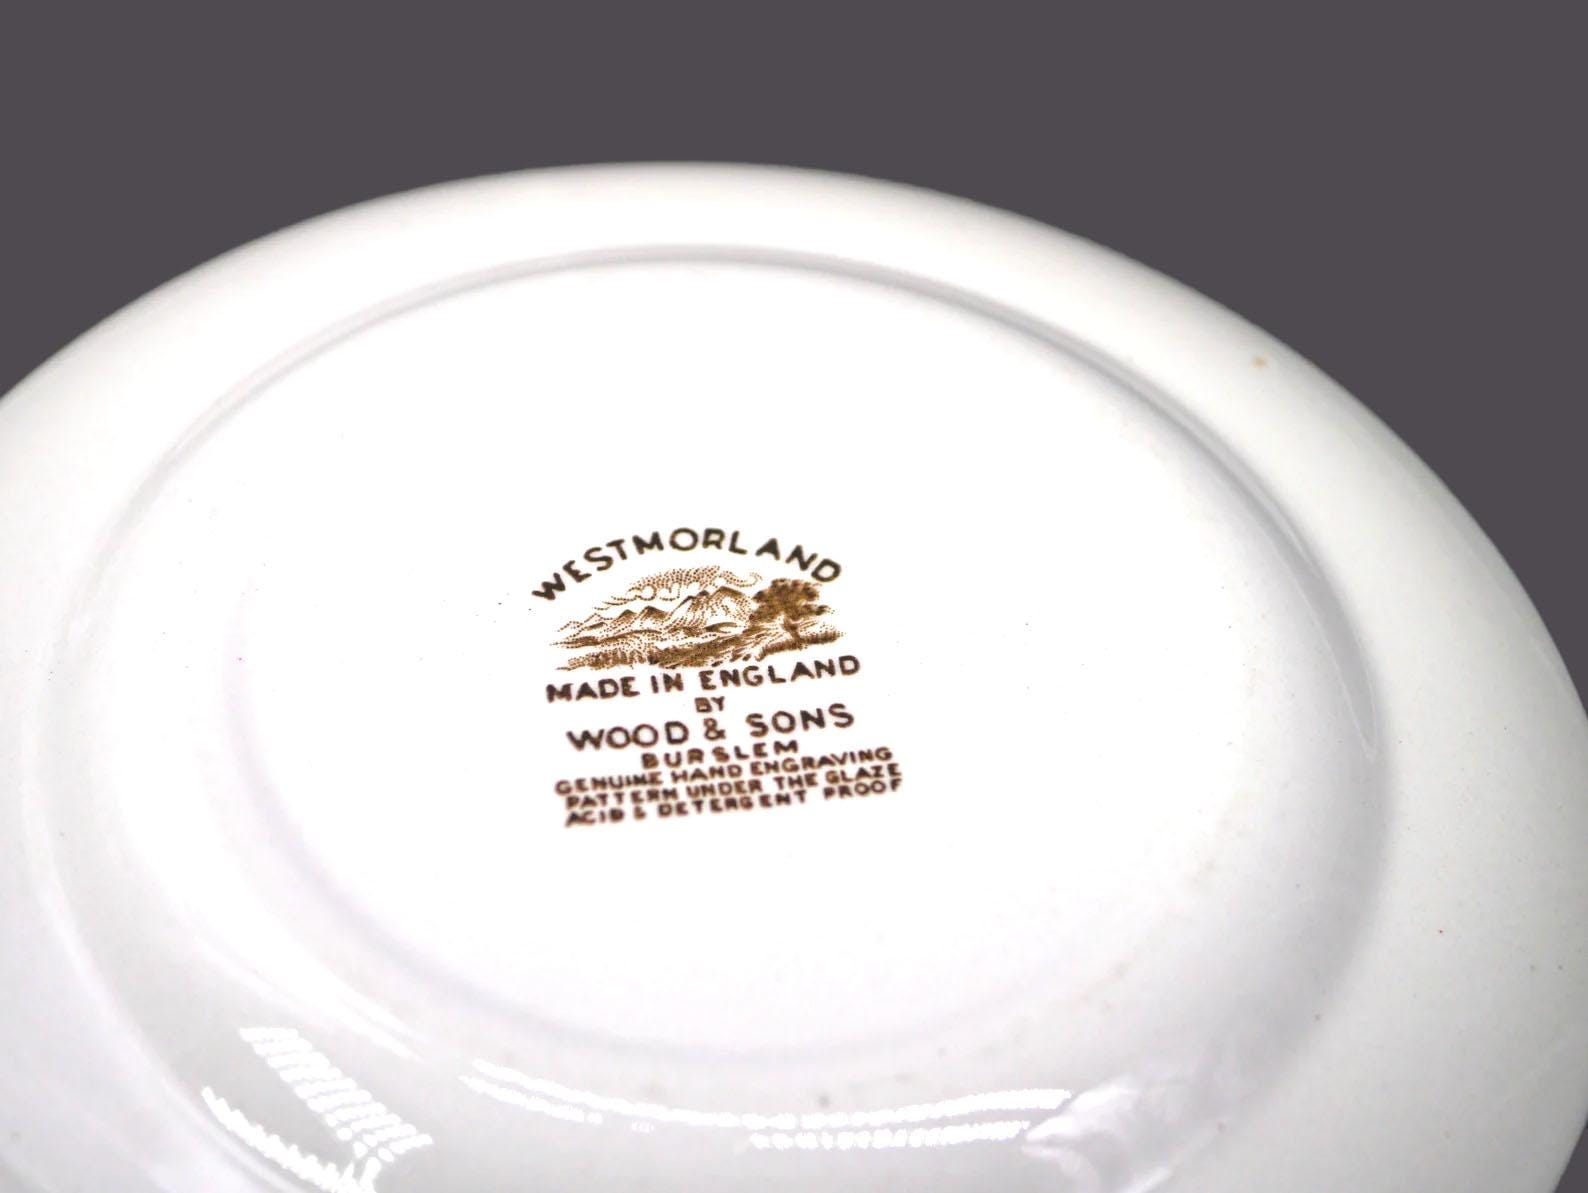 WESTMORLAND
MADE IN ENGLAND
BY
WOOD & SONS
BURSLEM
GENUINE HAND ENGRAVING
PATTERN UNDER THE GLAZE
ACID & DETERGENT PROOF